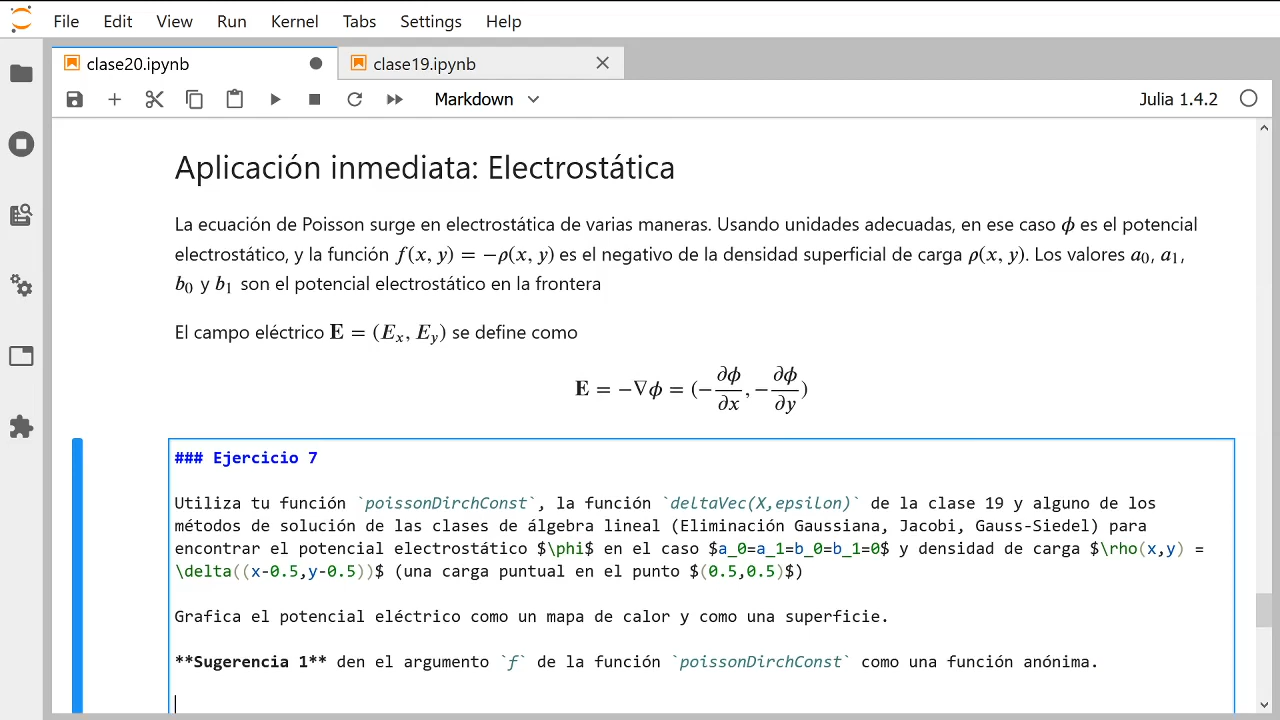 File Edit View Run Kernel Tabs Settings Help
clase20.ipynb
clase19.ipynb
Markdown
Julia 1.4.2
Aplicación inmediata: Electrostática
La ecuación de Poisson surge en electrostática de varias maneras. Usando unidades adecuadas, en ese caso ϕ es el potencial
electrostático, y la función f(x, y) = −ρ(x, y) es el negativo de la densidad superficial de carga ρ(x, y). Los valores a₀, a₁,
b₀ y b₁ son el potencial electrostático en la frontera
El campo eléctrico E = (Eₓ, E_y) se define como
E = −∇ϕ = (−∂ϕ/∂x, −∂ϕ/∂y)
### Ejercicio 7
Utiliza tu función `poissonDirchConst`, la función `deltaVec(X,epsilon)` de la clase 19 y alguno de los
métodos de solución de las clases de álgebra lineal (Eliminación Gaussiana, Jacobi, Gauss-Siedel) para
encontrar el potencial electrostático $\phi$ en el caso $a_0=a_1=b_0=b_1=0$ y densidad de carga $\rho(x,y) =
\delta((x-0.5,y-0.5))$ (una carga puntual en el punto $(0.5,0.5)$)
Grafica el potencial eléctrico como un mapa de calor y como una superficie.
**Sugerencia 1** den el argumento `f` de la función `poissonDirchConst` como una función anónima.